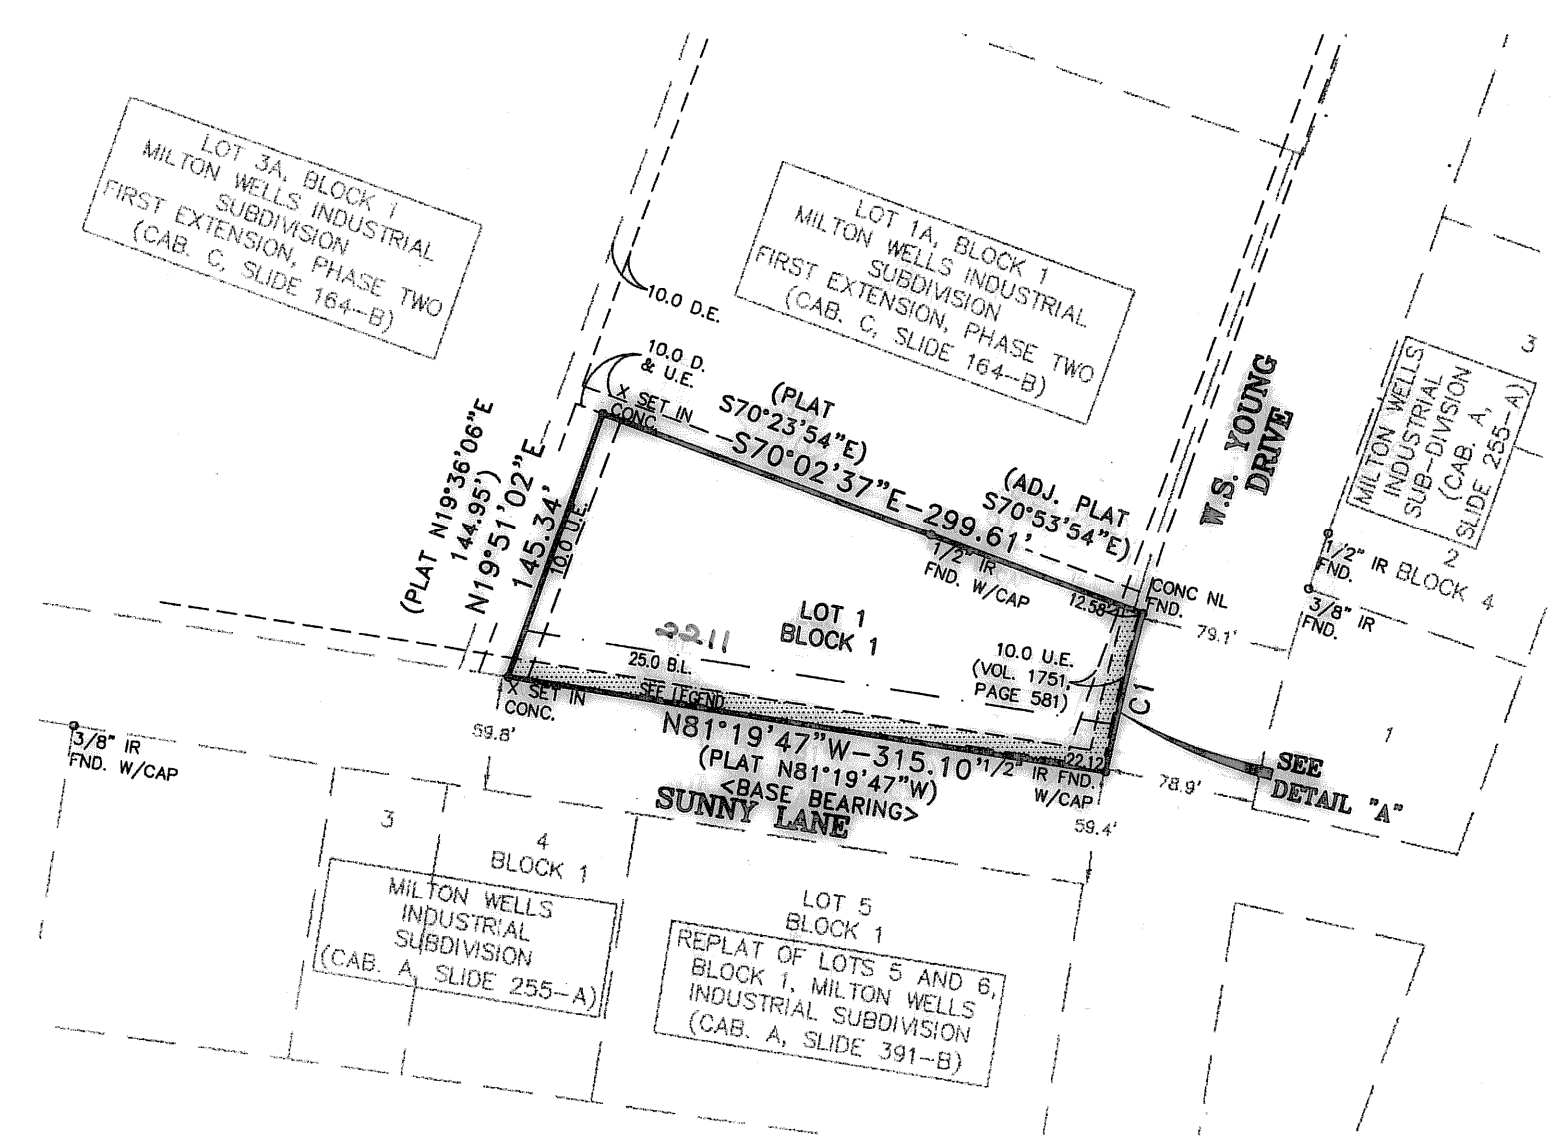 LOT 3A, BLOCK 1
MILTON WELLS INDUSTRIAL
SUBDIVISION
FIRST EXTENSION, PHASE TWO
(CAB. C, SLIDE 164-B)
LOT 1A, BLOCK 1
MILTON WELLS INDUSTRIAL
SUBDIVISION
FIRST EXTENSION, PHASE TWO
(CAB. C, SLIDE 164-B)
10.0 D.E.
10.0 D.
& U.E.
X SET IN
CONC.
(PLAT
S70°23'54"E)
S70°02'37"E-299.61'
(ADJ. PLAT
S70°53'54"E)
W.S. YOUNG
DRIVE
3
MILTON WELLS
INDUSTRIAL
SUB-DIVISION
(CAB. A,
SLIDE 255-A)
2
BLOCK 4
1/2" IR
FND.
3/8" IR
FND.
(PLAT N19°36'06"E
144.95')
N19°51'02"E
145.34'
10.0 U.E.
1/2" IR
FND. W/CAP
12.58'
CONC NL
FND.
79.1'
LOT 1
BLOCK 1
2211
25.0 B.L.
10.0 U.E.
(VOL. 1751,
PAGE 581)
C1
SEE LEGEND
X SET IN
CONC.
59.8'
N81°19'47"W-315.10'
(PLAT N81°19'47"W)
<BASE BEARING>
22.12
1/2" IR FND.
W/CAP
78.9'
59.4'
1
SEE
DETAIL "A"
SUNNY LANE
3/8" IR
FND. W/CAP
3
4
BLOCK 1
MILTON WELLS
INDUSTRIAL
SUBDIVISION
(CAB. A, SLIDE 255-A)
LOT 5
BLOCK 1
REPLAT OF LOTS 5 AND 6,
BLOCK 1, MILTON WELLS
INDUSTRIAL SUBDIVISION
(CAB. A, SLIDE 391-B)